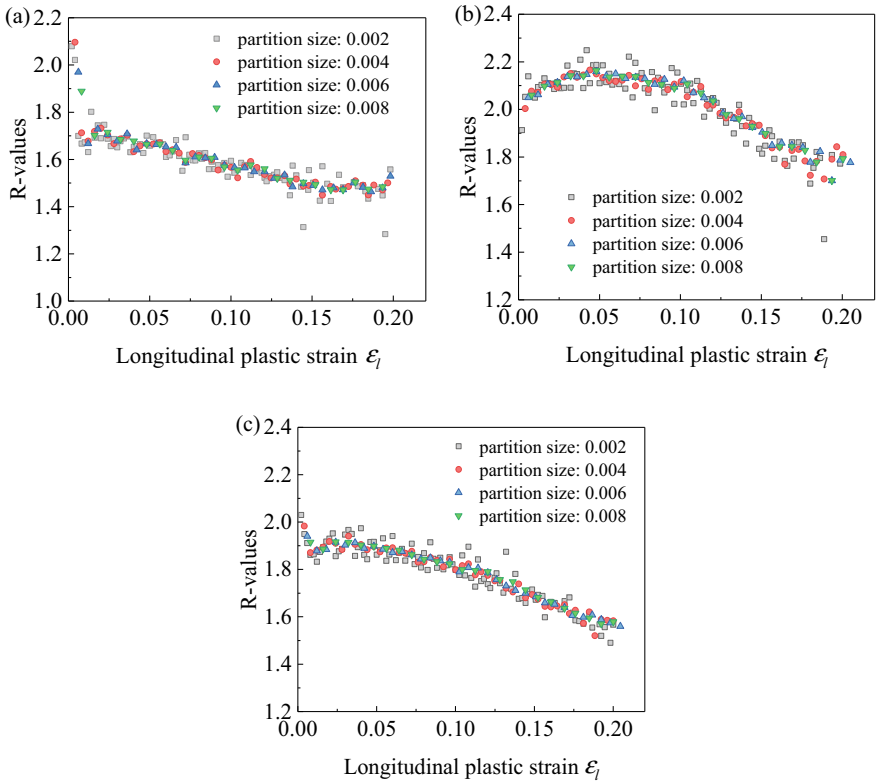 (a)
2.2
2.0
1.8
1.6
1.4
1.2
1.0
R-values
partition size: 0.002
partition size: 0.004
partition size: 0.006
partition size: 0.008
0.00 0.05 0.10 0.15 0.20
Longitudinal plastic strain εl
(b)
2.4
2.2
2.0
1.8
1.6
1.4
1.2
R-values
partition size: 0.002
partition size: 0.004
partition size: 0.006
partition size: 0.008
0.00 0.05 0.10 0.15 0.20
Longitudinal plastic strain εl
(c)
2.4
2.2
2.0
1.8
1.6
1.4
1.2
R-values
partition size: 0.002
partition size: 0.004
partition size: 0.006
partition size: 0.008
0.00 0.05 0.10 0.15 0.20
Longitudinal plastic strain εl